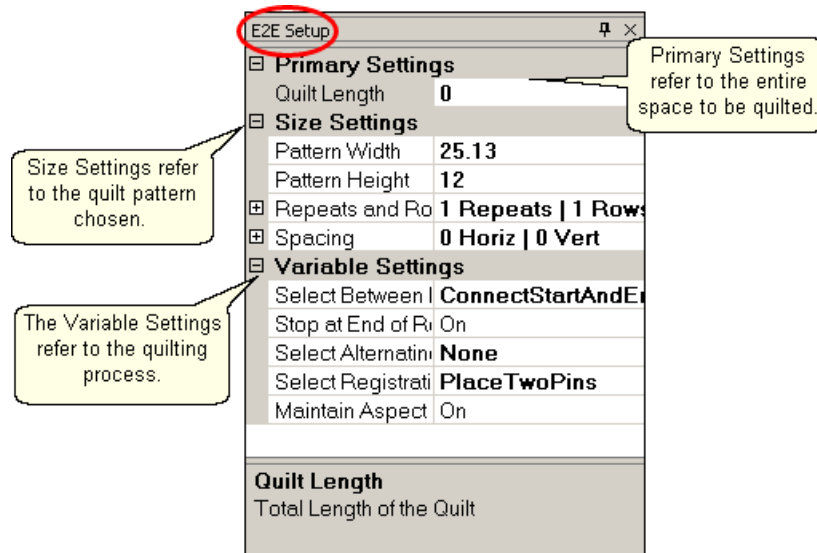 E2E Setup
Primary Settings
Quilt Length 0
Size Settings
Pattern Width 25.13
Pattern Height 12
Repeats and Ro 1 Repeats | 1 Rows
Spacing 0 Horiz | 0 Vert
Variable Settings
Select Between ConnectStartAndEn
Stop at End of R On
Select Alternatin None
Select Registrati PlaceTwoPins
Maintain Aspect On
Quilt Length
Total Length of the Quilt
Primary Settings
refer to the entire
space to be quilted.
Size Settings refer
to the quilt pattern
chosen.
The Variable Settings
refer to the quilting
process.